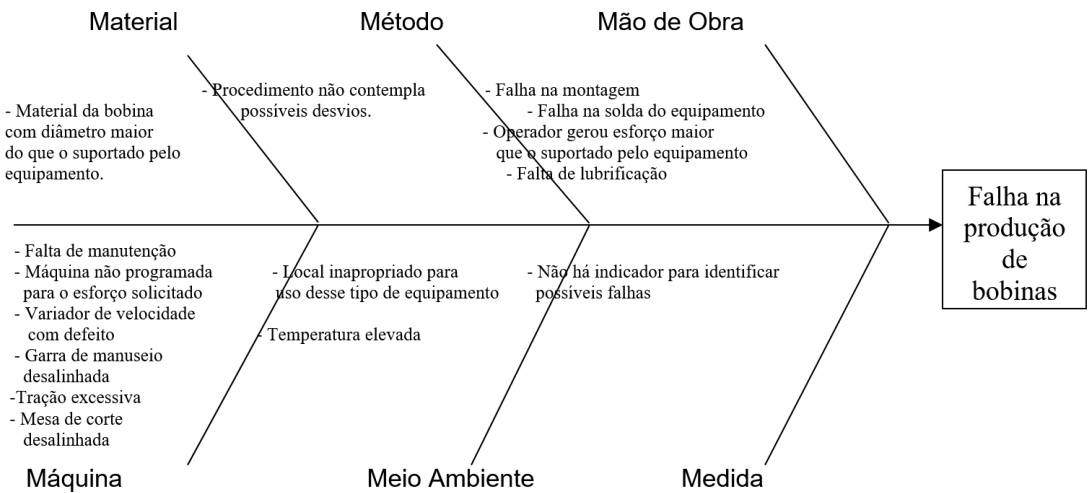 Material
Método
Mão de Obra
- Material da bobina
com diâmetro maior
do que o suportado pelo
equipamento.
- Procedimento não contempla
possíveis desvios.
- Falha na montagem
- Falha na solda do equipamento
- Operador gerou esforço maior
que o suportado pelo equipamento
- Falta de lubrificação
Falha na
produção
de
bobinas
- Falta de manutenção
- Máquina não programada
para o esforço solicitado
- Variador de velocidade
com defeito
- Garra de manuseio
desalinhada
-Tração excessiva
- Mesa de corte
desalinhada
- Local inapropriado para
uso desse tipo de equipamento
- Temperatura elevada
- Não há indicador para identificar
possíveis falhas
Máquina
Meio Ambiente
Medida